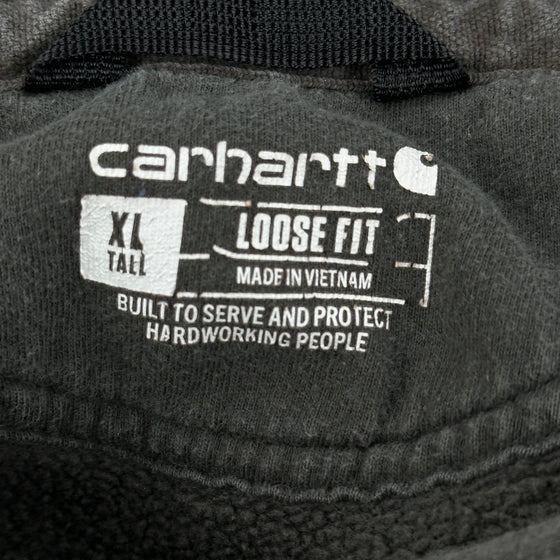 carhartt
XL
TALL
LOOSE FIT
MADE IN VIETNAM
BUILT TO SERVE AND PROTECT
HARDWORKING PEOPLE